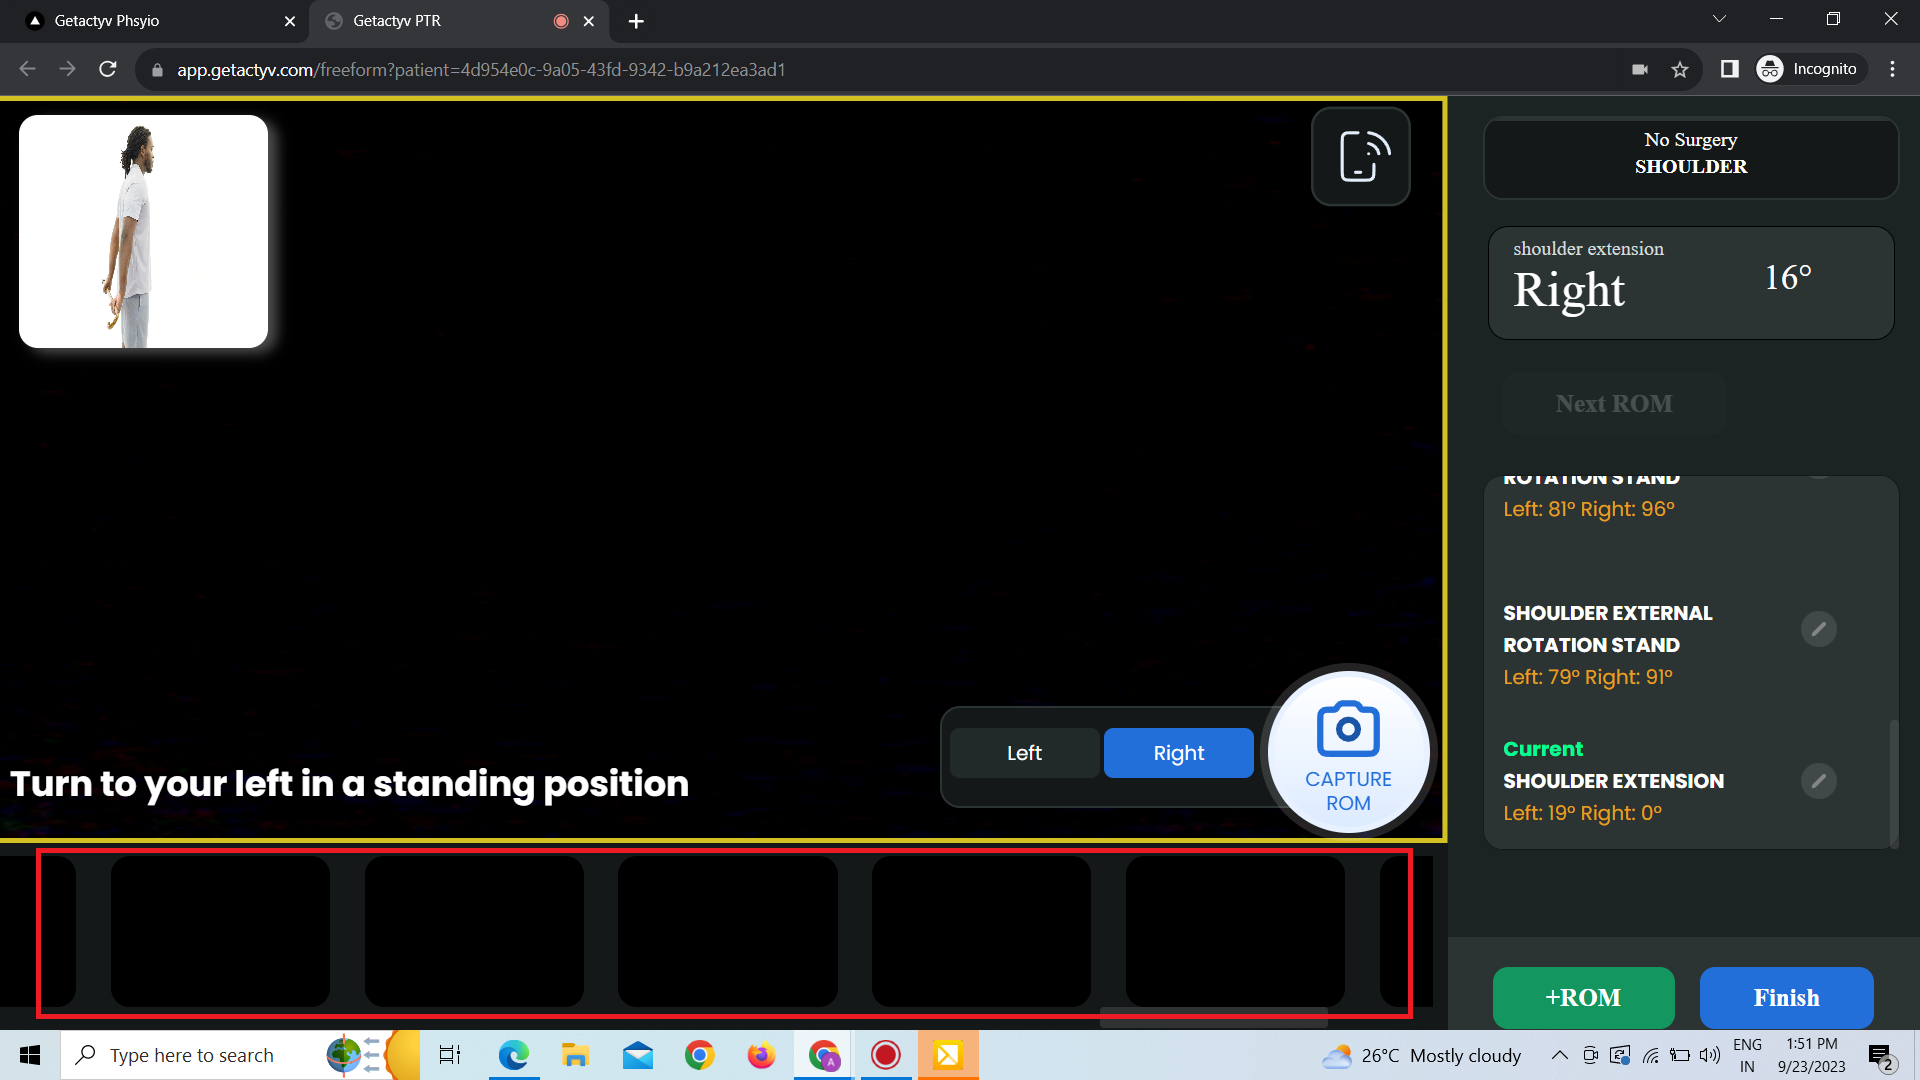 Getactyv Phsyio
Getactyv PTR
app.getactyv.com/freeform?patient=4d954e0c-9a05-43fd-9342-b9a212ea3ad1
Incognito
No Surgery
SHOULDER
shoulder extension
Right
16°
Next ROM
ROTATION STAND
Left: 81° Right: 96°
SHOULDER EXTERNAL
ROTATION STAND
Left: 79° Right: 91°
Current
SHOULDER EXTENSION
Left: 19° Right: 0°
Left
Right
CAPTURE
ROM
Turn to your left in a standing position
+ROM
Finish
Type here to search
A
26°C Mostly cloudy
ENG
IN
1:51 PM
9/23/2023
2